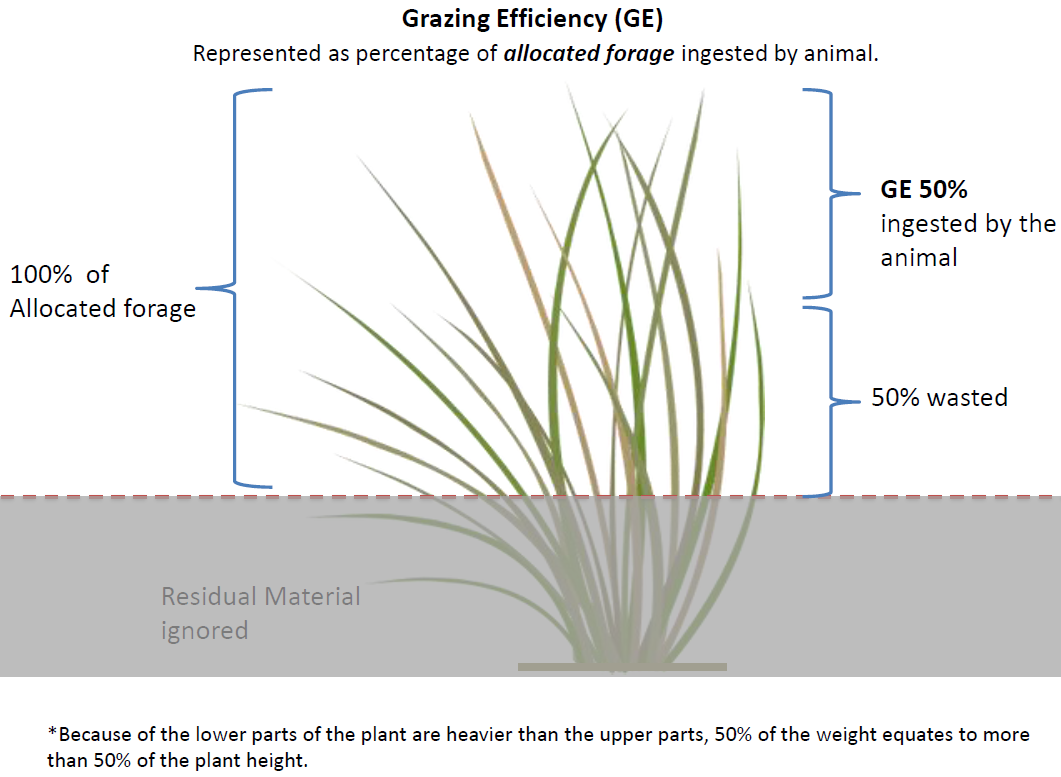 Grazing Efficiency (GE)
Represented as percentage of allocated forage ingested by animal.
100% of
Allocated forage
GE 50%
ingested by the
animal
50% wasted
Residual Material
ignored
*Because of the lower parts of the plant are heavier than the upper parts, 50% of the weight equates to more
than 50% of the plant height.